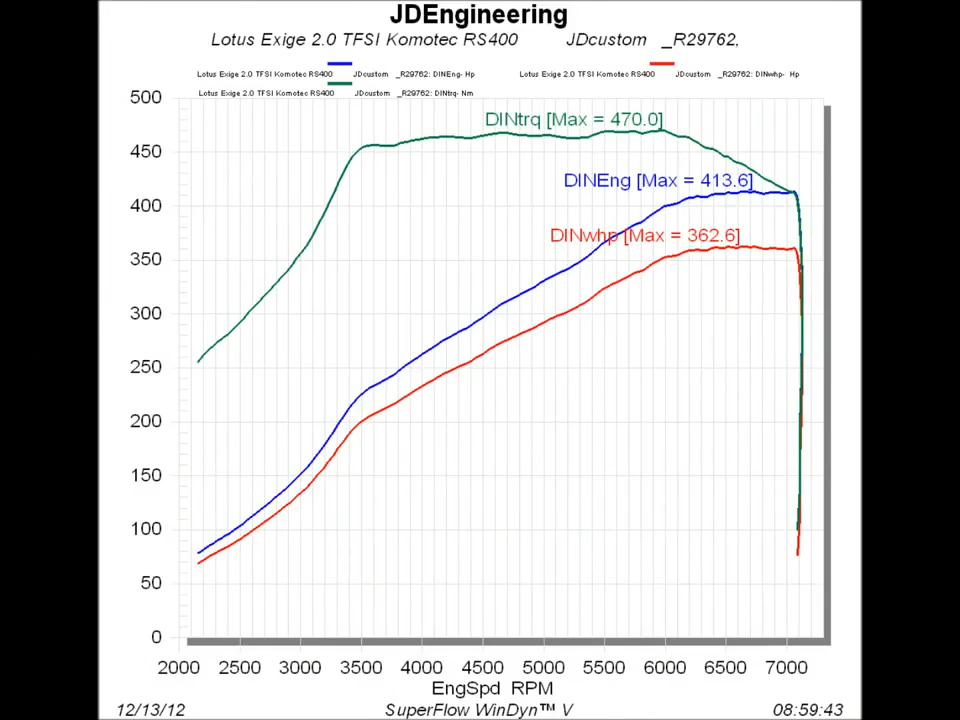 JDEngineering
Lotus Exige 2.0 TFSI Komotec RS400 JDcustom _R29762,
Lotus Exige 2.0 TFSI Komotec RS400 JDcustom _R29762: DINEng- Hp Lotus Exige 2.0 TFSI Komotec RS400 JDcustom _R29762: DINwhp- Hp
Lotus Exige 2.0 TFSI Komotec RS400 JDcustom _R29762: DINtrq- Nm
500
DINtrq [Max = 470.0]
450
DINEng [Max = 413.6]
400
DINwhp [Max = 362.6]
350
300
250
200
150
100
50
0
2000 2500 3000 3500 4000 4500 5000 5500 6000 6500 7000
EngSpd RPM
12/13/12 SuperFlow WinDyn™ V 08:59:43